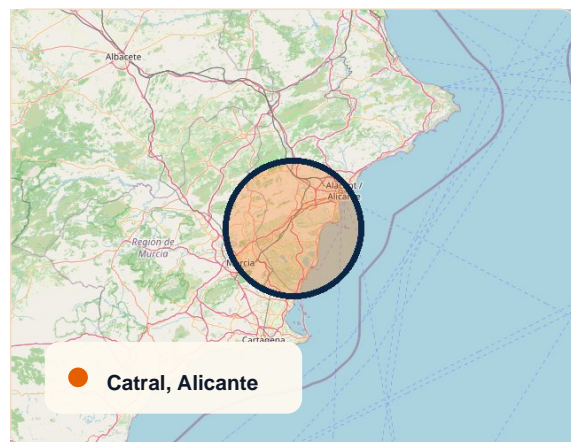 Albacete
Alacant /
Alicante
Región de
Murcia
Murcia
Cartagena
Catral, Alicante